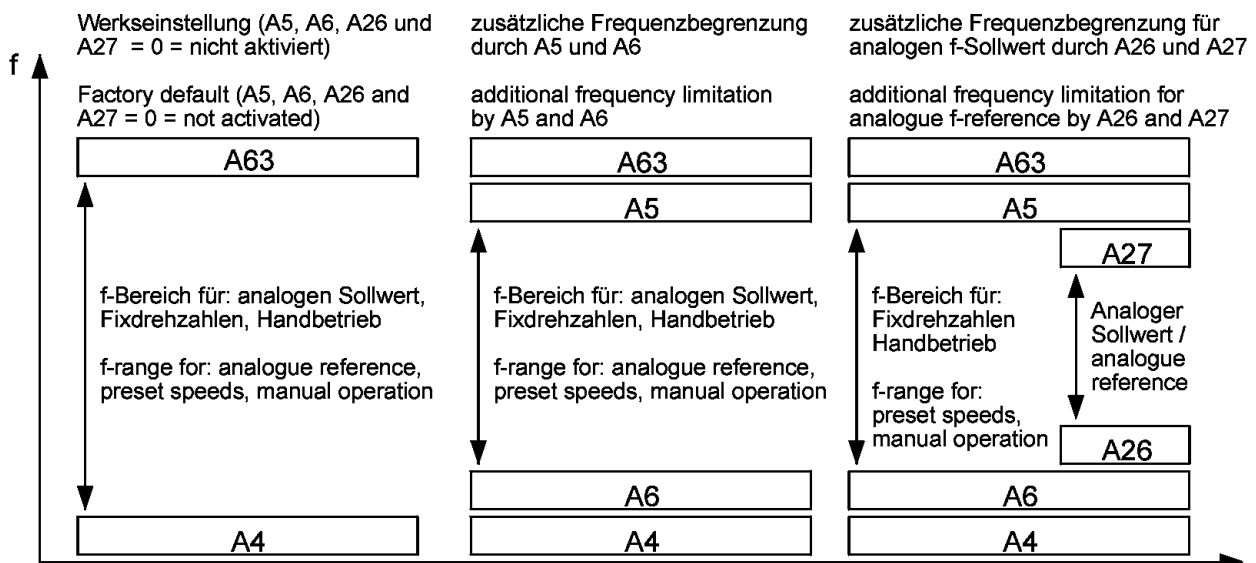 f
Werkseinstellung (A5, A6, A26 und
A27 = 0 = nicht aktiviert)
Factory default (A5, A6, A26 and
A27 = 0 = not activated)
A63
f-Bereich für: analogen Sollwert,
Fixdrehzahlen, Handbetrieb
f-range for: analogue reference,
preset speeds, manual operation
A4
zusätzliche Frequenzbegrenzung
durch A5 und A6
additional frequency limitation
by A5 and A6
A63
A5
f-Bereich für: analogen Sollwert,
Fixdrehzahlen, Handbetrieb
f-range for: analogue reference,
preset speeds, manual operation
A6
A4
zusätzliche Frequenzbegrenzung für
analogen f-Sollwert durch A26 und A27
additional frequency limitation for
analogue f-reference by A26 and A27
A63
A5
A27
f-Bereich für:
Fixdrehzahlen
Handbetrieb
f-range for:
preset speeds,
manual operation
Analoger
Sollwert /
analogue
reference
A26
A6
A4